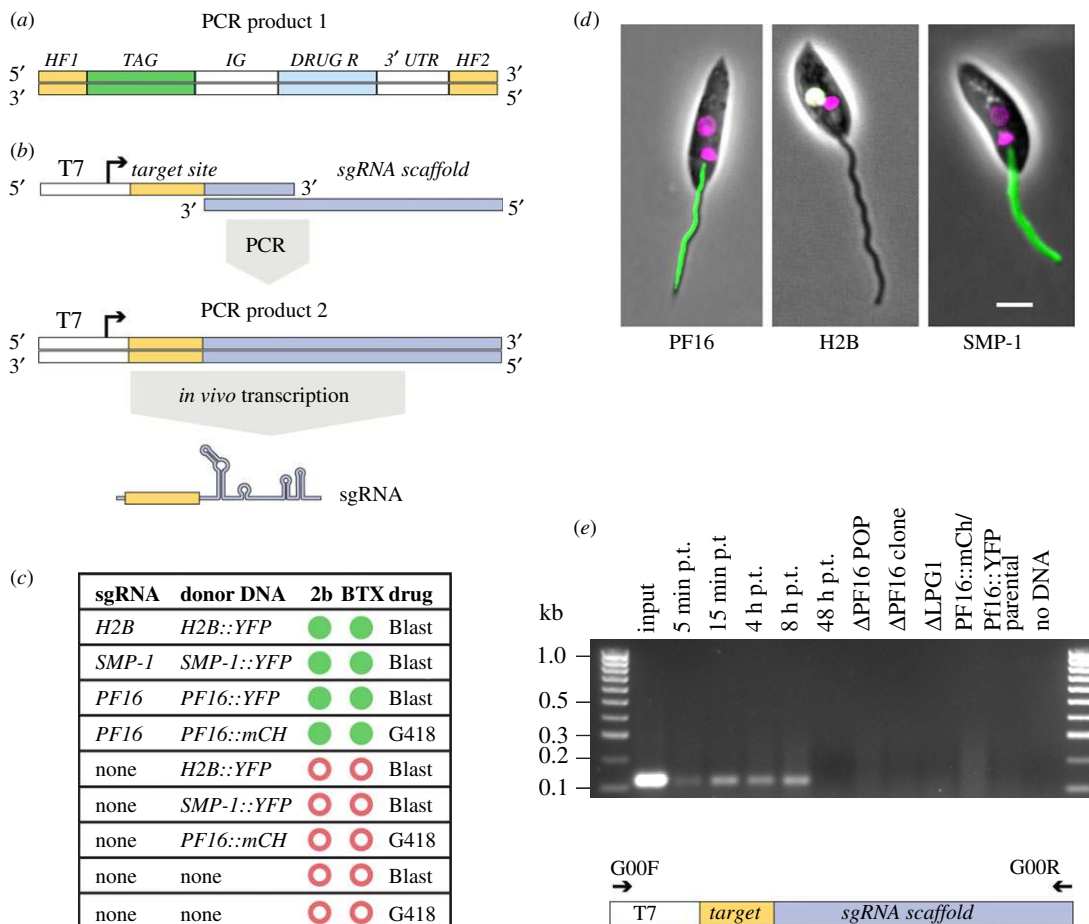 (a)
PCR product 1
HF1 TAG IG DRUG R 3′ UTR HF2
5′ 3′
3′ 5′
(b)
T7 target site sgRNA scaffold
5′ 3′
3′ 5′
PCR
PCR product 2
T7
5′ 3′
3′ 5′
in vivo transcription
sgRNA
(c)
sgRNA donor DNA 2b BTX drug
H2B H2B::YFP Blast
SMP-1 SMP-1::YFP Blast
PF16 PF16::YFP Blast
PF16 PF16::mCH G418
none H2B::YFP Blast
none SMP-1::YFP Blast
none PF16::mCH G418
none none Blast
none none G418
(d)
PF16 H2B SMP-1
(e)
kb
input
5 min p.t.
15 min p.t
4 h p.t.
8 h p.t.
48 h p.t.
ΔPF16 POP
ΔPF16 clone
ΔLPG1
PF16::mCh/
Pf16::YFP
parental
no DNA
1.0
0.5
0.3
0.2
0.1
G00F G00R
T7 target sgRNA scaffold